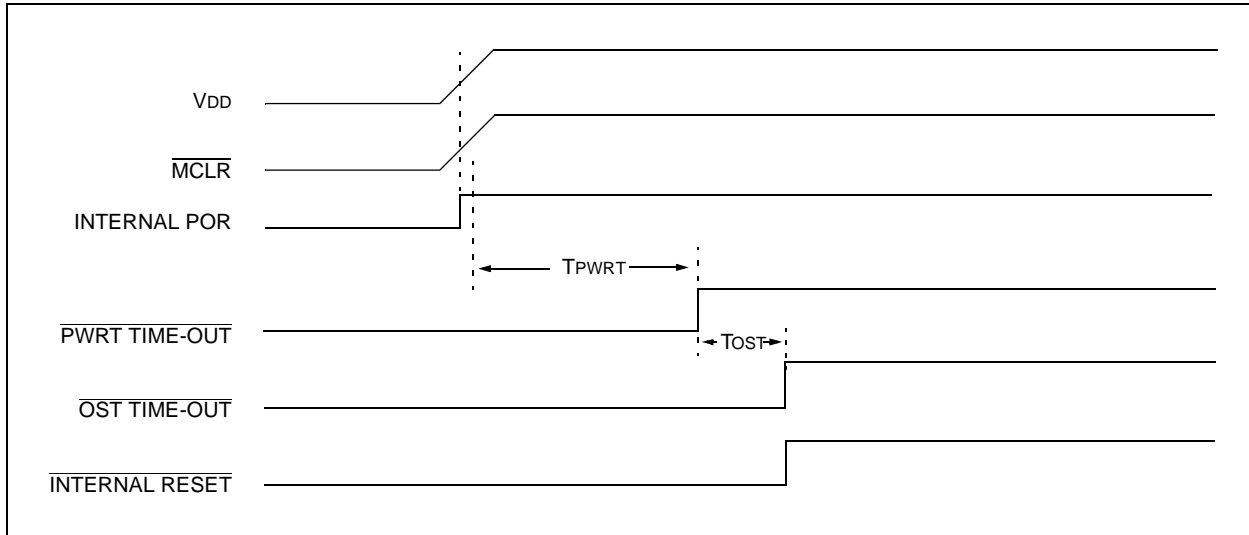 VDD
MCLR
INTERNAL POR
TPWRT
PWRT TIME-OUT
TOST
OST TIME-OUT
INTERNAL RESET